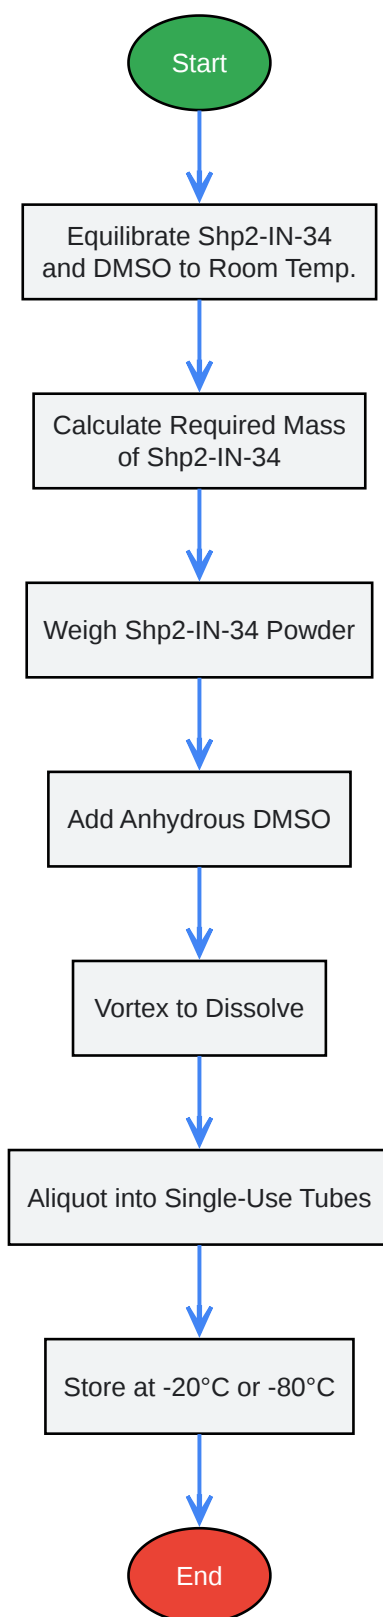 Start
Equilibrate Shp2-IN-34
and DMSO to Room Temp.
Calculate Required Mass
of Shp2-IN-34
Weigh Shp2-IN-34 Powder
Add Anhydrous DMSO
Vortex to Dissolve
Aliquot into Single-Use Tubes
Store at -20°C or -80°C
End